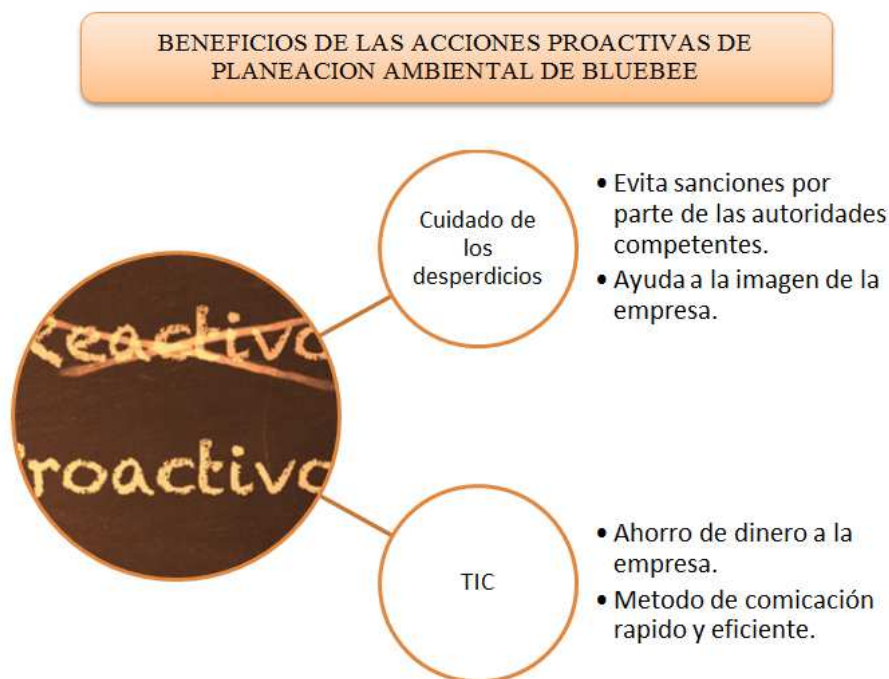 BENEFICIOS DE LAS ACCIONES PROACTIVAS DE
PLANEACION AMBIENTAL DE BLUEBEE
Cuidado de
los
desperdicios
• Evita sanciones por
parte de las autoridades
competentes.
• Ayuda a la imagen de la
empresa.
eactivo
roactivo
TIC
• Ahorro de dinero a la
empresa.
• Metodo de comicación
rapido y eficiente.